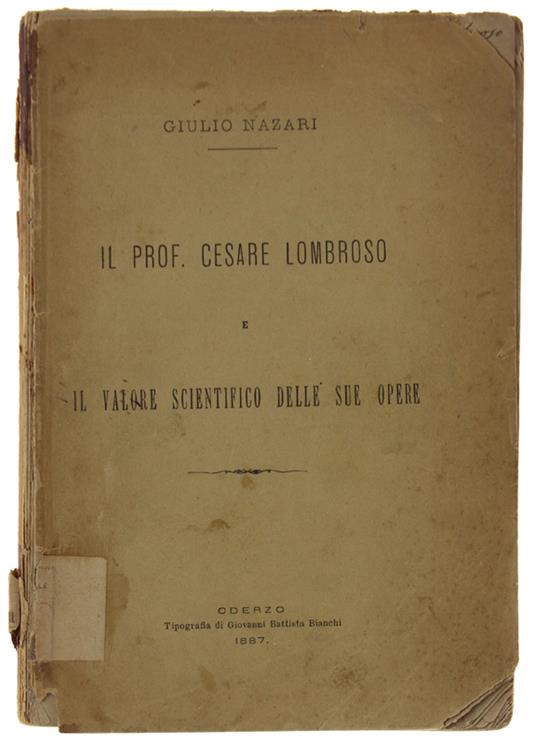 GIULIO NAZARI
IL PROF. CESARE LOMBROSO
E
IL VALORE SCIENTIFICO DELLE SUE OPERE
ODERZO
Tipografia di Giovanni Battista Bianchi
1887.